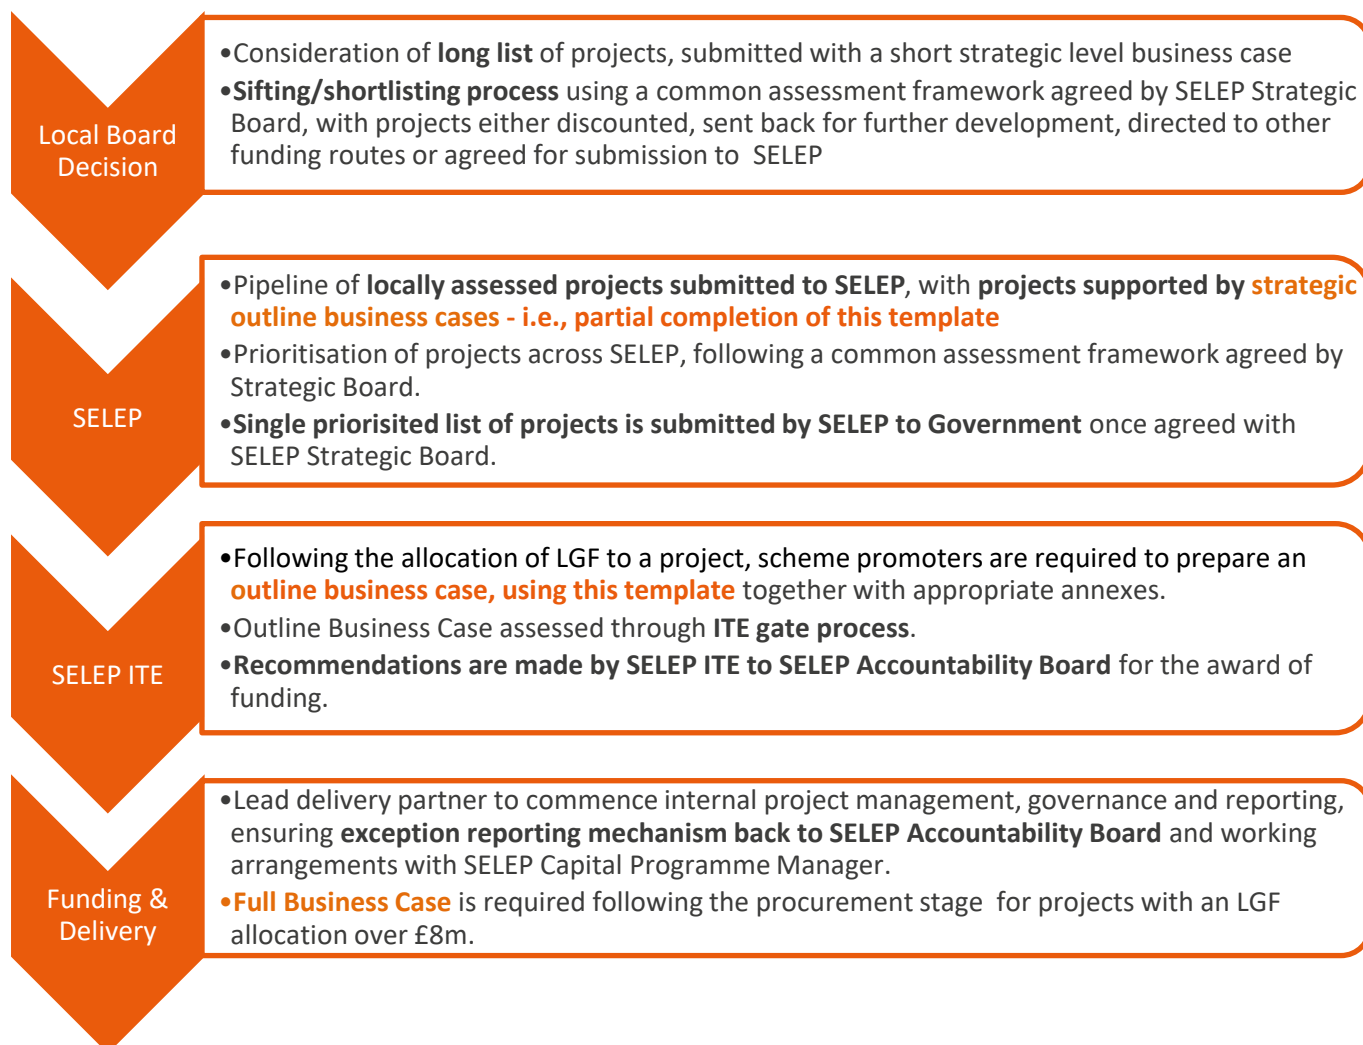 Local Board
Decision
•Consideration of long list of projects, submitted with a short strategic level business case
•Sifting/shortlisting process using a common assessment framework agreed by SELEP Strategic
Board, with projects either discounted, sent back for further development, directed to other
funding routes or agreed for submission to SELEP
SELEP
•Pipeline of locally assessed projects submitted to SELEP, with projects supported by strategic
outline business cases - i.e., partial completion of this template
•Prioritisation of projects across SELEP, following a common assessment framework agreed by
Strategic Board.
•Single priorisited list of projects is submitted by SELEP to Government once agreed with
SELEP Strategic Board.
SELEP ITE
•Following the allocation of LGF to a project, scheme promoters are required to prepare an
outline business case, using this template together with appropriate annexes.
•Outline Business Case assessed through ITE gate process.
•Recommendations are made by SELEP ITE to SELEP Accountability Board for the award of
funding.
Funding &
Delivery
•Lead delivery partner to commence internal project management, governance and reporting,
ensuring exception reporting mechanism back to SELEP Accountability Board and working
arrangements with SELEP Capital Programme Manager.
•Full Business Case is required following the procurement stage for projects with an LGF
allocation over £8m.